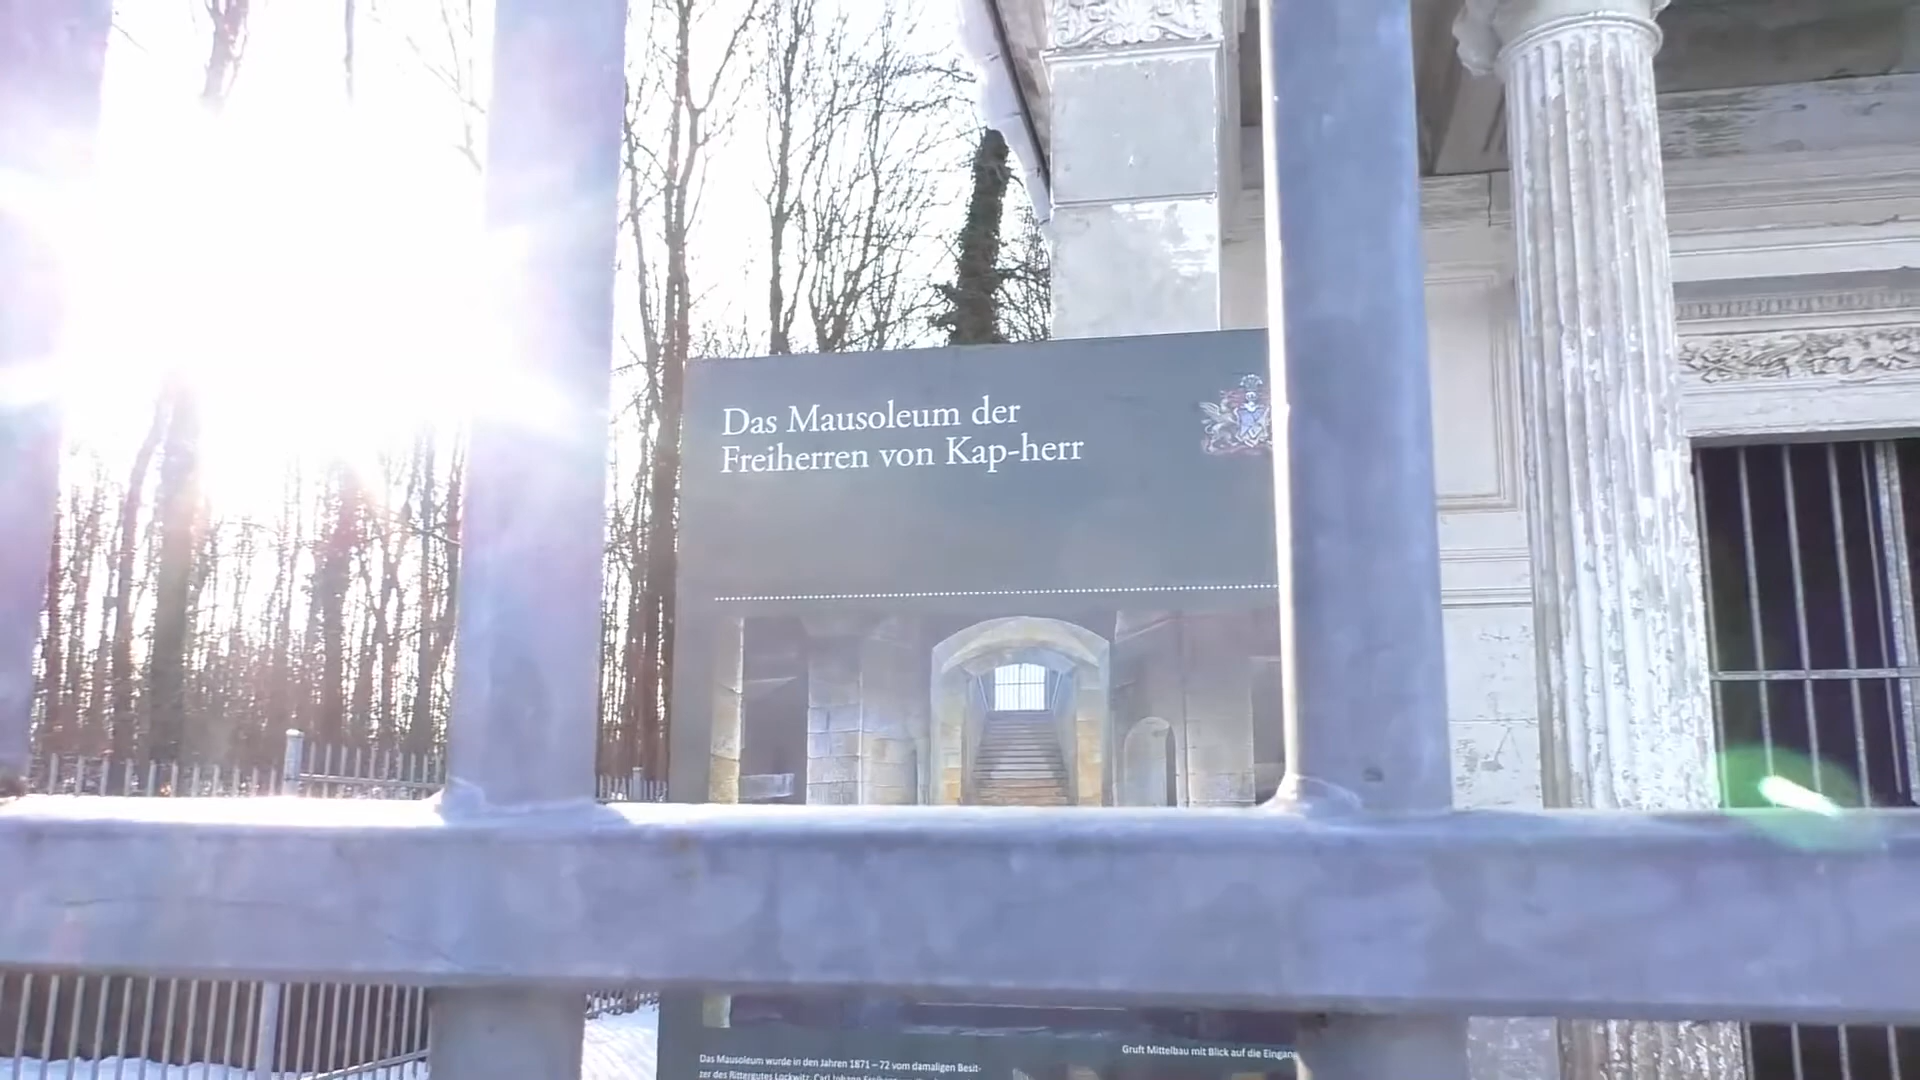 Das Mausoleum der
Freiherren von Kap-herr
Gruft Mittelbau mit Blick auf die Eingang
Das Mausoleum wurde in den Jahren 1871 – 72 vom damaligen Besit-
zer des Rittergutes Lockwitz, Carl Johann